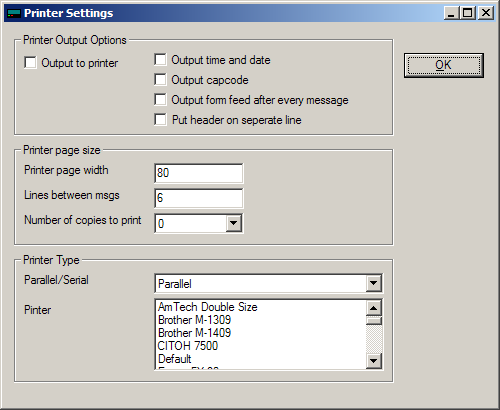 Printer Settings
Printer Output Options
Output to printer
Output time and date
Output capcode
Output form feed after every message
Put header on seperate line
OK
Printer page size
Printer page width 80
Lines between msgs 6
Number of copies to print 0
Printer Type
Parallel/Serial Parallel
Pinter
AmTech Double Size
Brother M-1309
Brother M-1409
CITOH 7500
Default